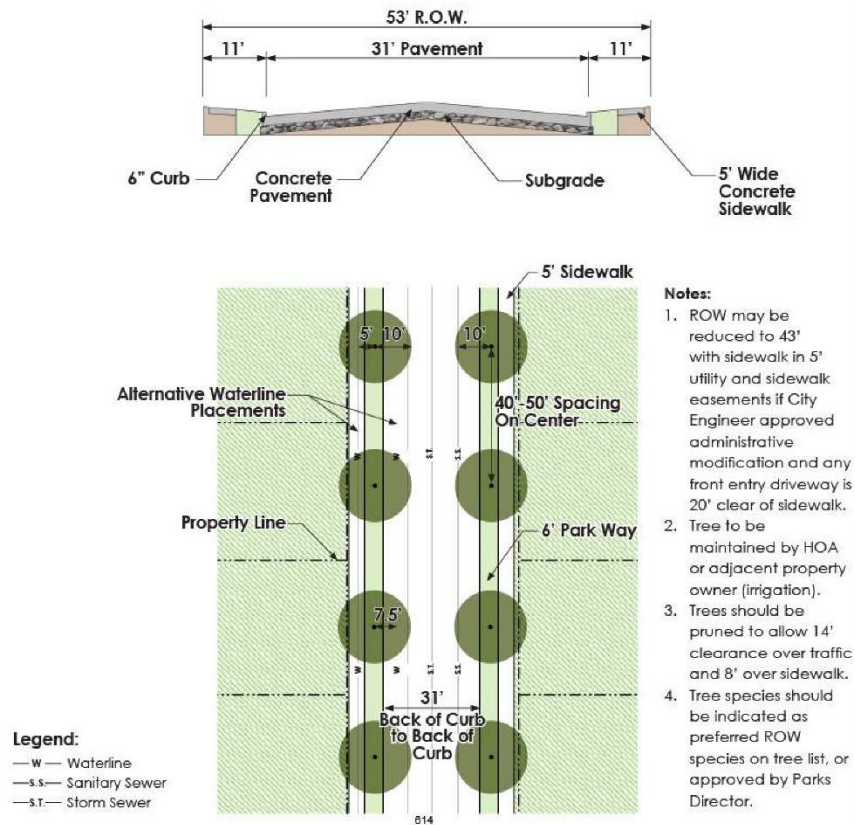 53' R.O.W.
11'
31' Pavement
11'
6" Curb
Concrete
Pavement
Subgrade
5' Wide
Concrete
Sidewalk
5' Sidewalk
5'
10'
10'
Alternative Waterline
Placements
40'-50' Spacing
On Center
W
W
S.T.
S.S.
Property Line
6' Park Way
7.5'
W
W
S.T.
S.S.
31'
Back of Curb
to Back of
Curb
Notes:
1. ROW may be
reduced to 43'
with sidewalk in 5'
utility and sidewalk
easements if City
Engineer approved
administrative
modification and any
front entry driveway is
20' clear of sidewalk.
2. Tree to be
maintained by HOA
or adjacent property
owner (irrigation).
3. Trees should be
pruned to allow 14'
clearance over traffic
and 8' over sidewalk.
4. Tree species should
be indicated as
preferred ROW
species on tree list, or
approved by Parks
Director.
Legend:
W Waterline
S.S. Sanitary Sewer
S.T. Storm Sewer
614